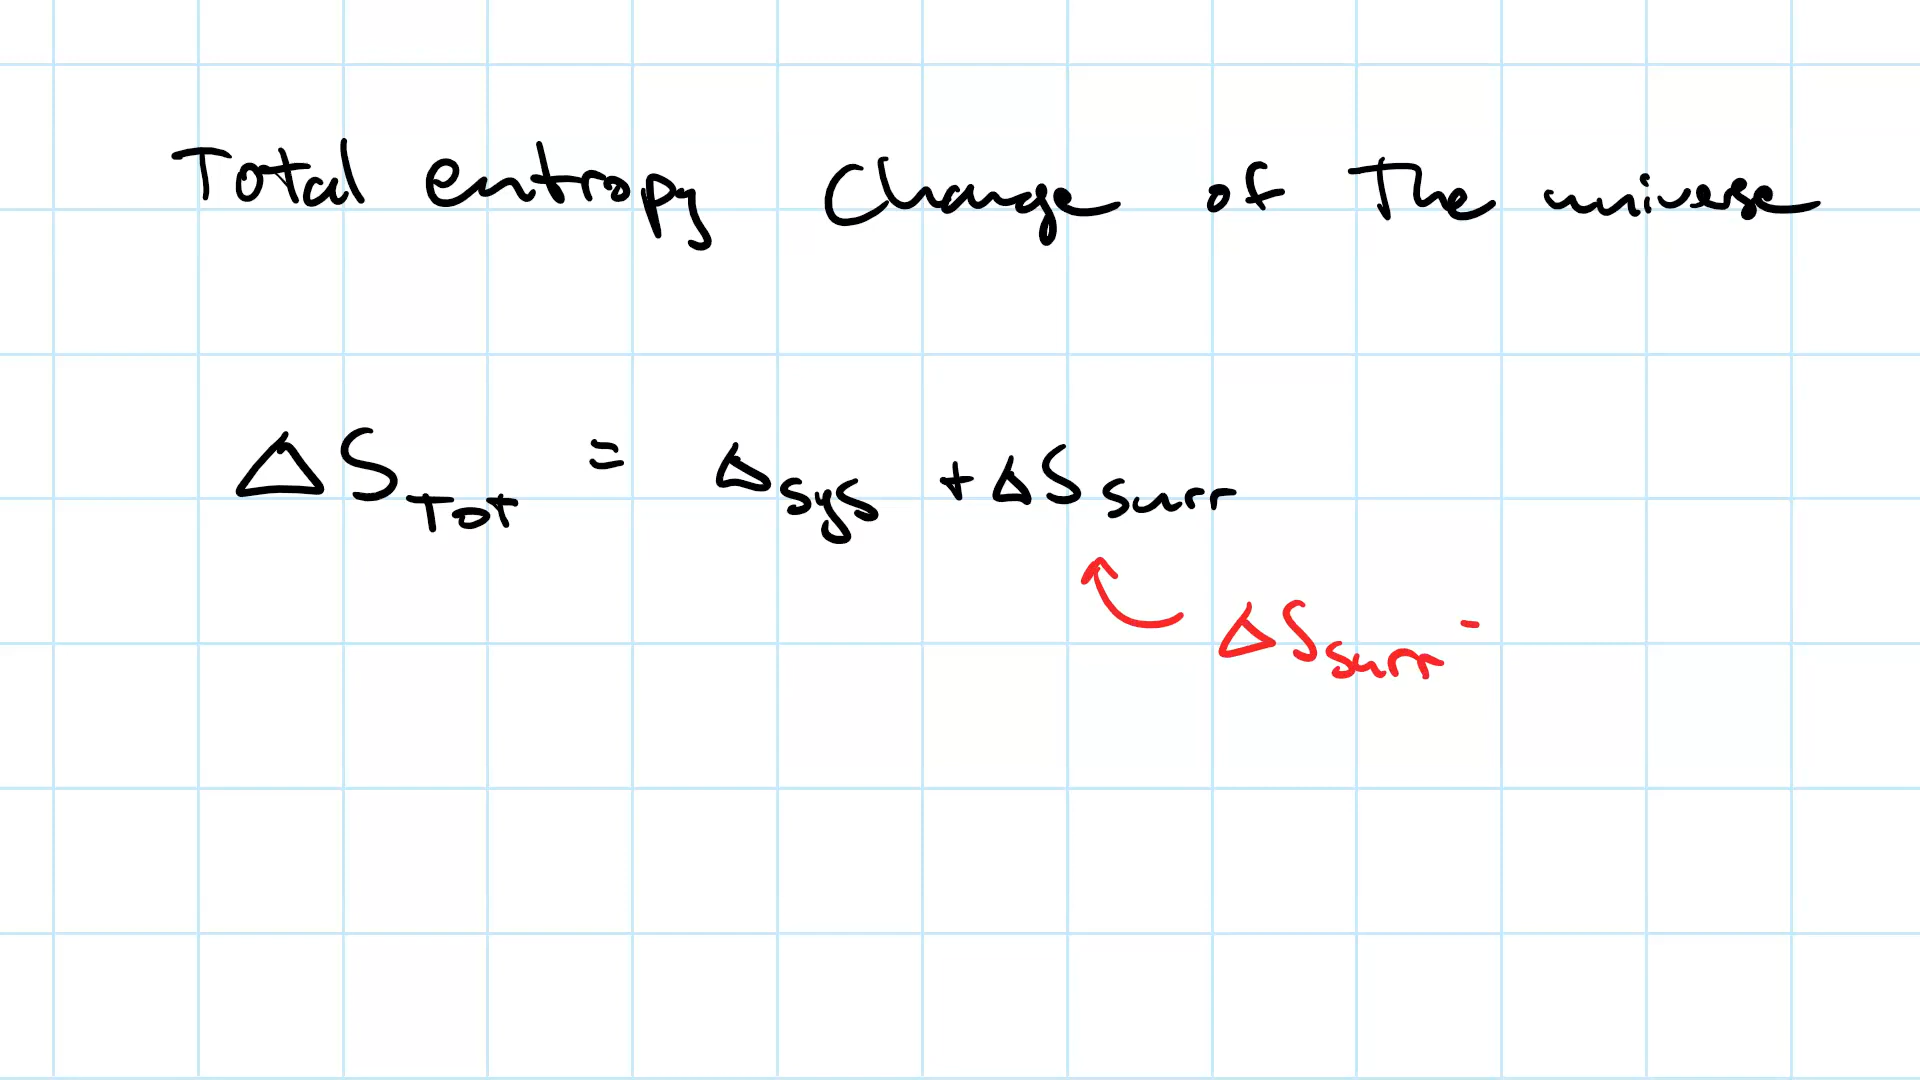 Total entropy Change of The universe
ΔS_Tot = Δ_sys + ΔS_surr
ΔS_surr -